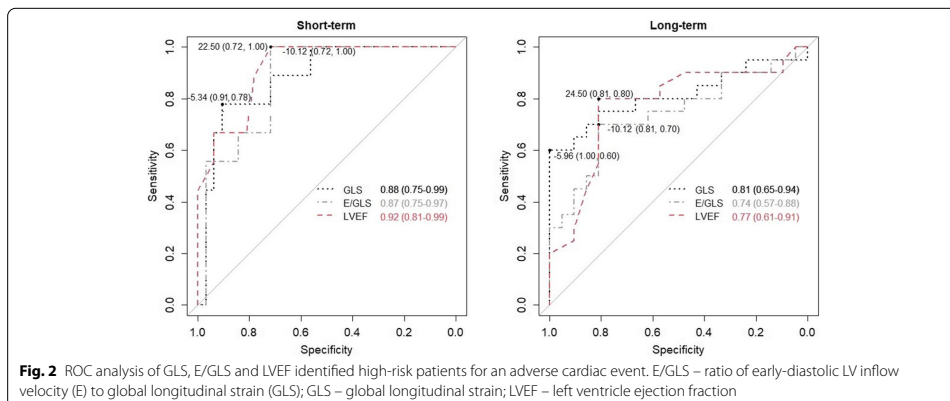 Short-term
Sensitivity
1.0
0.8
0.6
0.4
0.2
0.0
22.50 (0.72, 1.00)
-10.12 (0.72, 1.00)
-5.34 (0.91, 0.78)
GLS 0.88 (0.75-0.99)
E/GLS 0.87 (0.75-0.97)
LVEF 0.92 (0.81-0.99)
1.0 0.8 0.6 0.4 0.2 0.0
Specificity
Long-term
Sensitivity
1.0
0.8
0.6
0.4
0.2
0.0
24.50 (0.81, 0.80)
-10.12 (0.81, 0.70)
-5.96 (1.00, 0.60)
GLS 0.81 (0.65-0.94)
E/GLS 0.74 (0.57-0.88)
LVEF 0.77 (0.61-0.91)
1.0 0.8 0.6 0.4 0.2 0.0
Specificity
Fig. 2 ROC analysis of GLS, E/GLS and LVEF identified high-risk patients for an adverse cardiac event. E/GLS – ratio of early-diastolic LV inflow
velocity (E) to global longitudinal strain (GLS); GLS – global longitudinal strain; LVEF – left ventricle ejection fraction